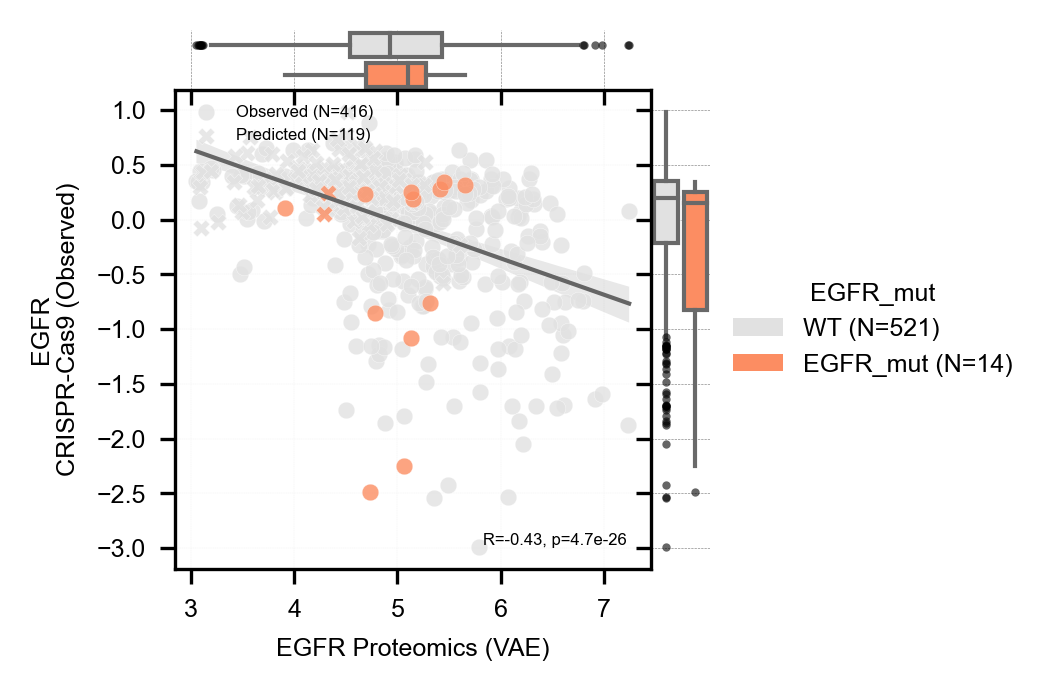 Observed (N=416)
Predicted (N=119)
1.0
0.5
0.0
−0.5
−1.0
−1.5
−2.0
−2.5
−3.0
EGFR
CRISPR-Cas9 (Observed)
R=-0.43, p=4.7e-26
3 4 5 6 7
EGFR Proteomics (VAE)
EGFR_mut
WT (N=521)
EGFR_mut (N=14)